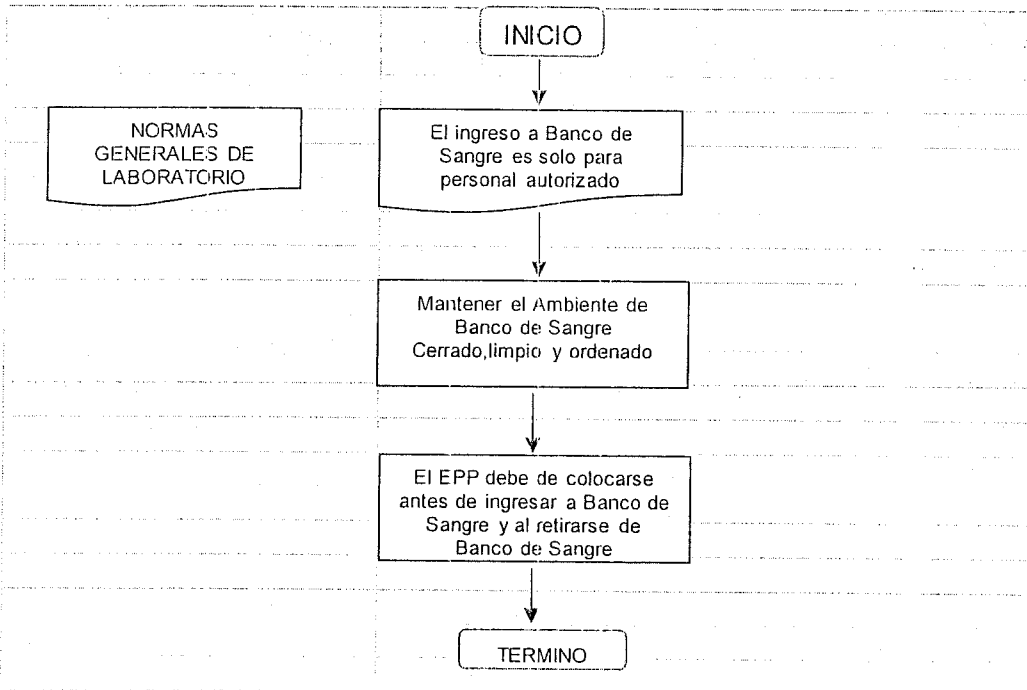 INICIO
NORMAS
GENERALES DE
LABORATORIO
El ingreso a Banco de
Sangre es solo para
personal autorizado
Mantener el Ambiente de
Banco de Sangre
Cerrado,limpio y ordenado
El EPP debe de colocarse
antes de ingresar a Banco de
Sangre y al retirarse de
Banco de Sangre
TERMINO